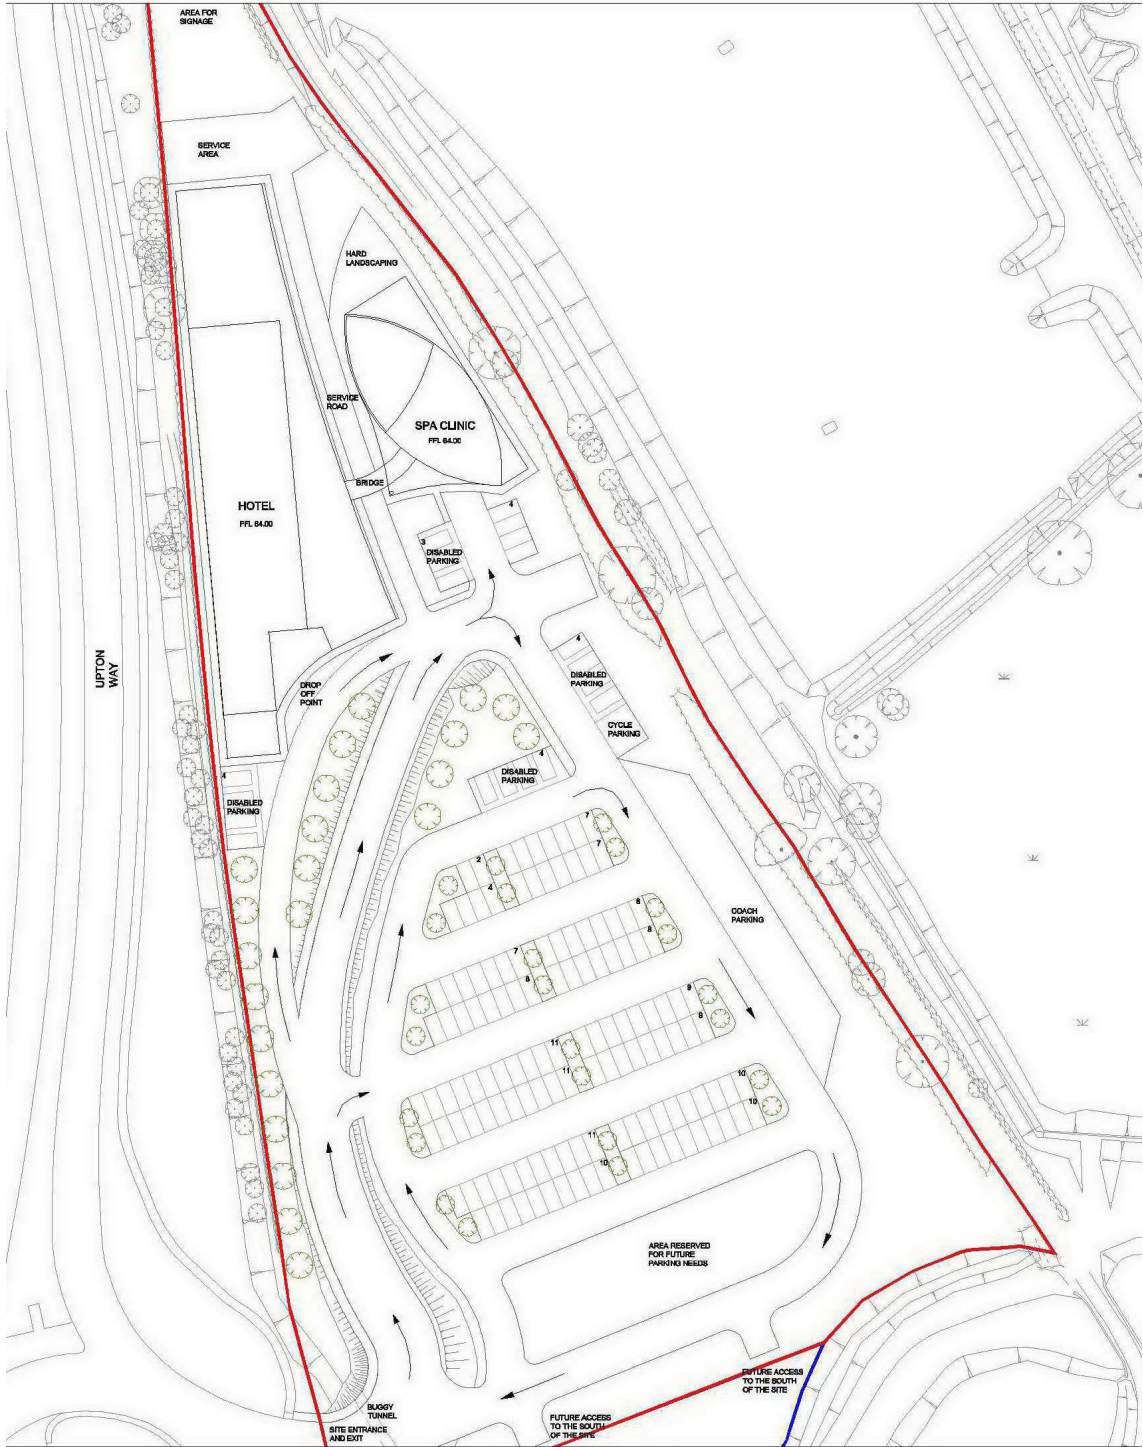 AREA FOR
SIGNAGE
SERVICE
AREA
HARD
LANDSCAPING
SERVICE
ROAD
SPA CLINIC
FFL 64.00
BRIDGE
HOTEL
FFL 64.00
4
3
DISABLED
PARKING
4
DISABLED
PARKING
UPTON
WAY
DROP
OFF
POINT
CYCLE
PARKING
4
DISABLED
PARKING
4
DISABLED
PARKING
7
7
2
4
8
8
7
8
COACH
PARKING
9
9
11
11
10
10
11
10
AREA RESERVED
FOR FUTURE
PARKING NEEDS
FUTURE ACCESS
TO THE SOUTH
OF THE SITE
BUGGY
TUNNEL
FUTURE ACCESS
TO THE SOUTH
OF THE SITE
SITE ENTRANCE
AND EXIT